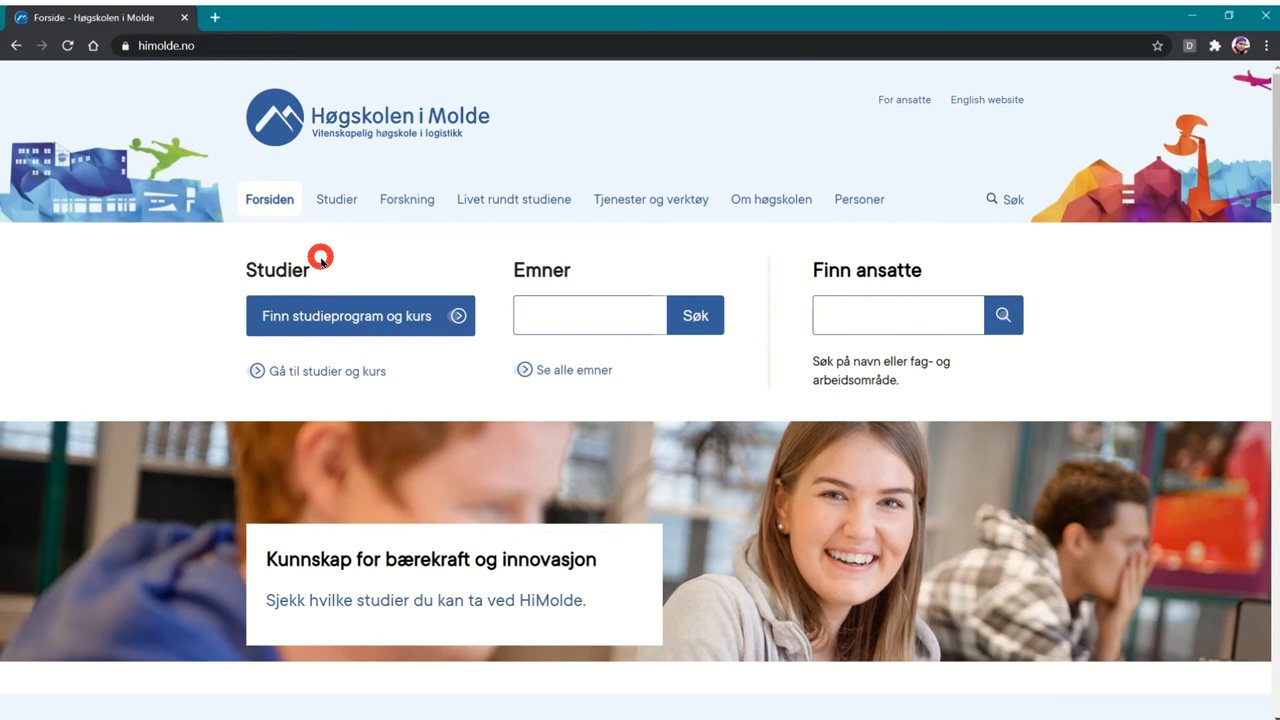 Forside - Høgskolen i Molde
himolde.no
D
Høgskolen i Molde
Vitenskapelig høgskole i logistikk
For ansatte English website
Forsiden Studier Forskning Livet rundt studiene Tjenester og verktøy Om høgskolen Personer Søk
Studier
Finn studieprogram og kurs
Gå til studier og kurs
Emner
Søk
Se alle emner
Finn ansatte
Søk på navn eller fag- og
arbeidsområde.
Kunnskap for bærekraft og innovasjon
Sjekk hvilke studier du kan ta ved HiMolde.